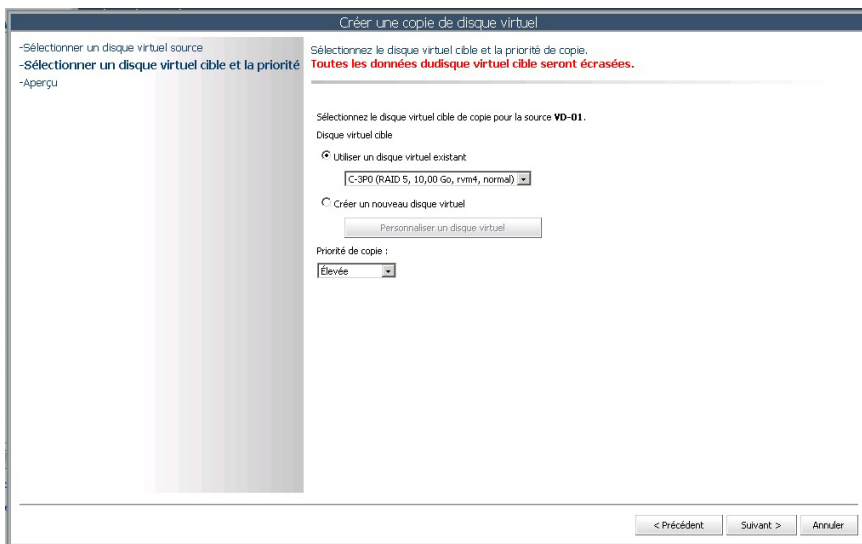 Créer une copie de disque virtuel
-Sélectionner un disque virtuel source
-Sélectionner un disque virtuel cible et la priorité
-Aperçu
Sélectionnez le disque virtuel cible et la priorité de copie.
Toutes les données dudisque virtuel cible seront écrasées.
Sélectionnez le disque virtuel cible de copie pour la source VD-01.
Disque virtuel cible
Utiliser un disque virtuel existant
C-3P0 (RAID 5, 10,00 Go, rvm4, normal)
Créer un nouveau disque virtuel
Personnaliser un disque virtuel
Priorité de copie :
Élevée
< Précédent
Suivant >
Annuler